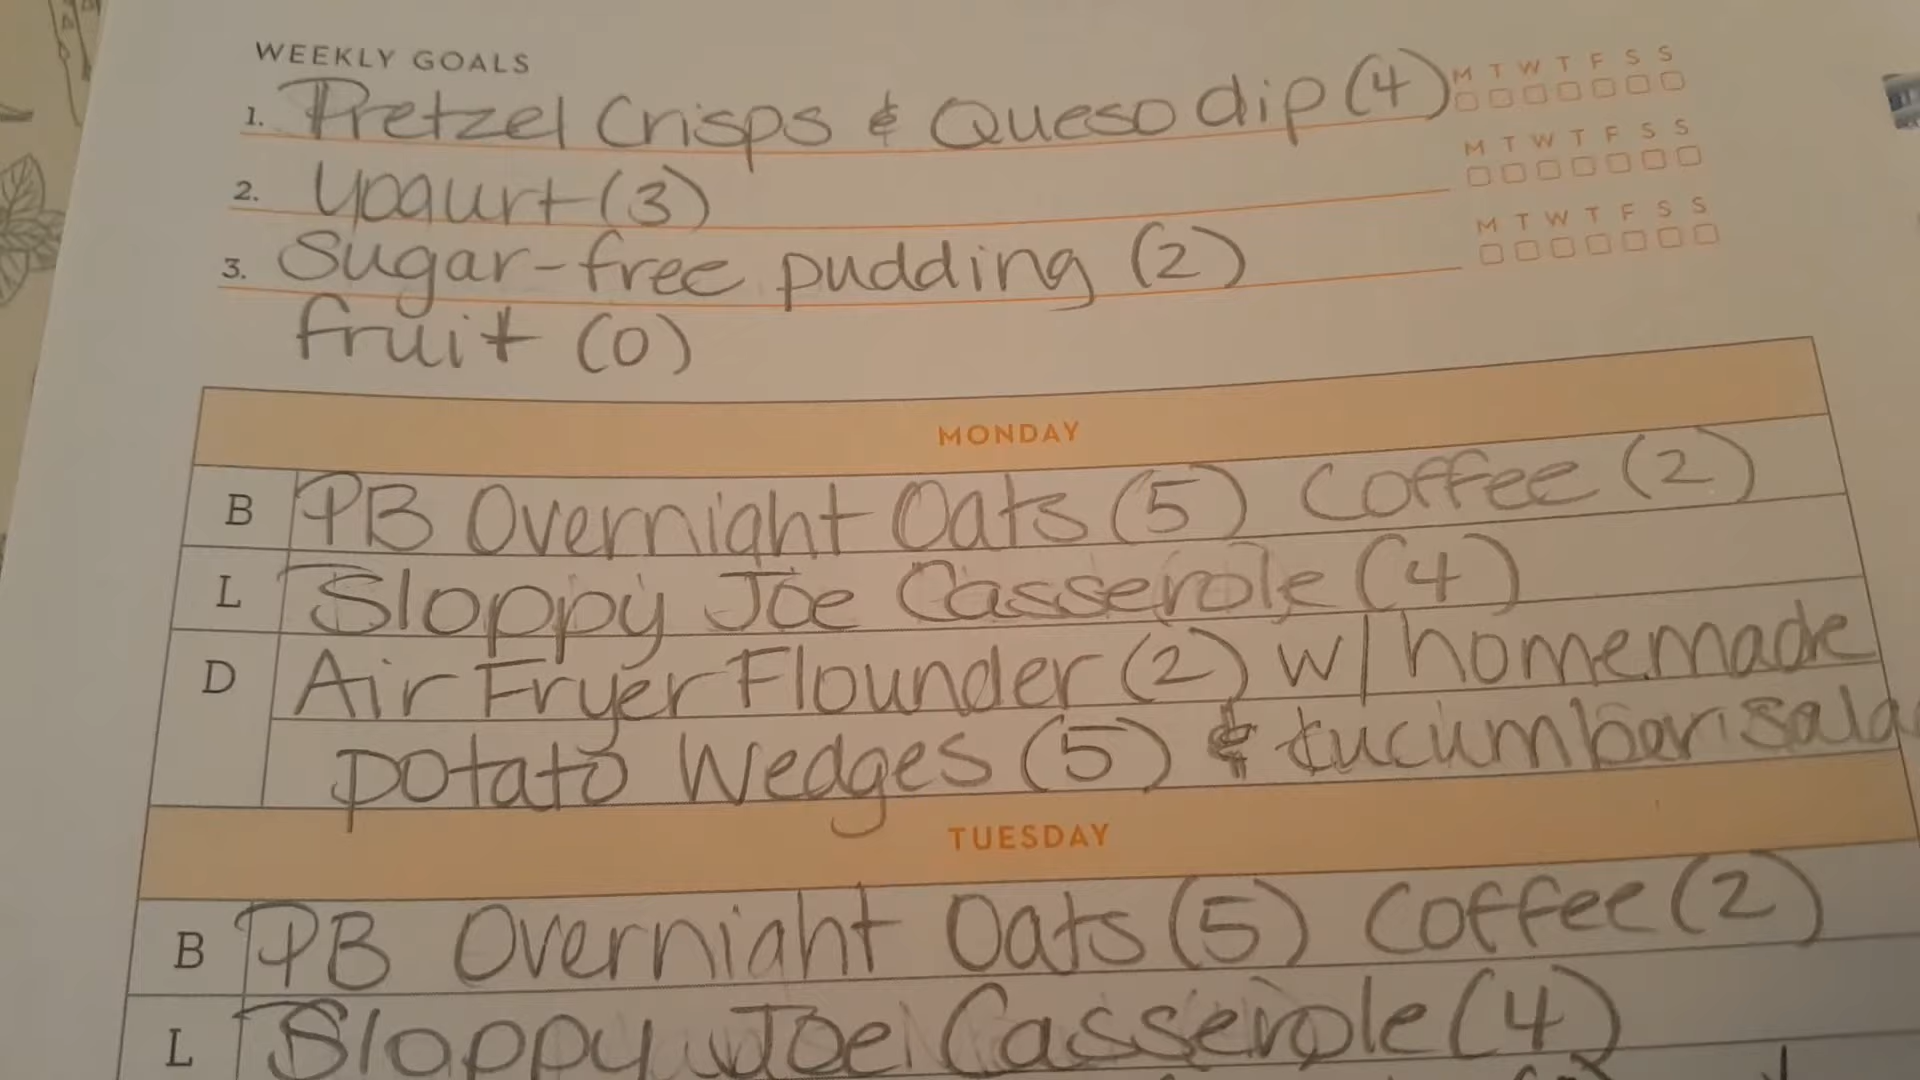 WEEKLY GOALS
1. Pretzel Crisps & Queso dip (4) M T W T F S S
2. Yogurt (3) M T W T F S S
3. Sugar-free pudding (2) M T W T F S S
fruit (0)
MONDAY
B PB Overnight Oats (5) Coffee (2)
L Sloppy Joe Casserole (4)
D Air Fryer Flounder (2) w/ homemade
potato wedges (5) &
TUESDAY
B PB Overnight Oats (5) Coffee (2)
L Sloppy Joe Casserole (4)